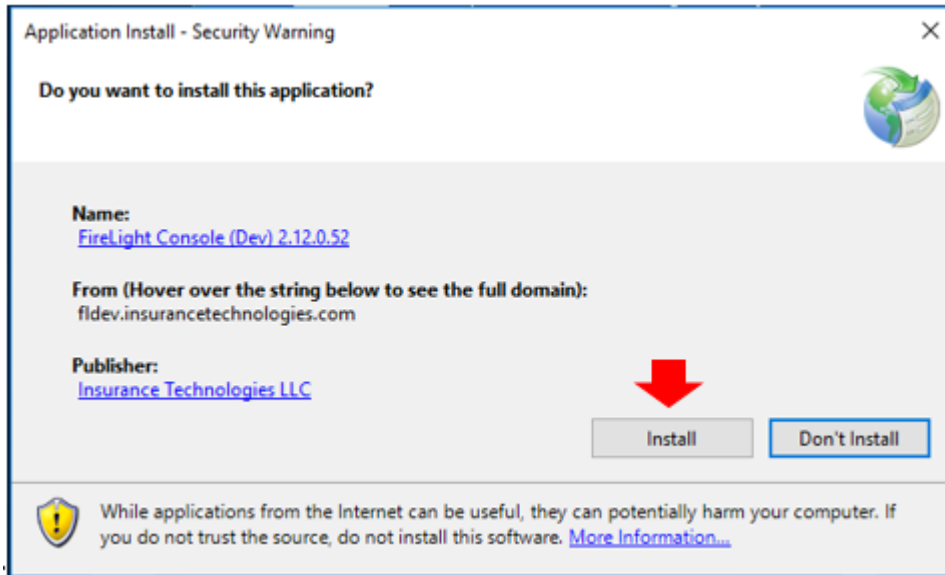 Application Install - Security Warning
Do you want to install this application?
Name:
FireLight Console (Dev) 2.12.0.52
From (Hover over the string below to see the full domain):
fldev.insurancetechnologies.com
Publisher:
Insurance Technologies LLC
Install
Don't Install
While applications from the Internet can be useful, they can potentially harm your computer. If
you do not trust the source, do not install this software. More Information...